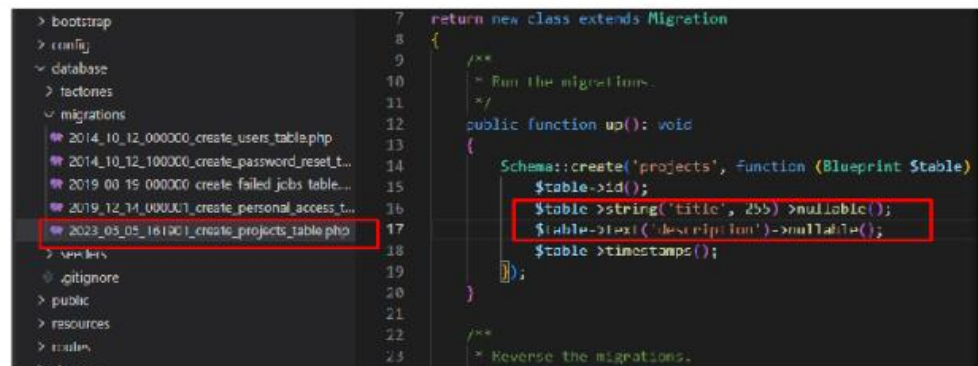 > bootstrap
> config
database
> factories
migrations
2014_10_12_000000_create_users_table.php
2014_10_12_100000_create_password_reset_t...
2019_08_19_000000_create_failed_jobs_table....
2019_12_14_000001_create_personal_access_t...
2023_05_05_161901_create_projects_table.php
> seeders
.gitignore
> public
> resources
> routes
7 return new class extends Migration
8 {
9 /**
10 * Run the migrations.
11 */
12 public function up(): void
13 {
14 Schema::create('projects', function (Blueprint $table)
15 $table->id();
16 $table->string('title', 255)->nullable();
17 $table->text('description')->nullable();
18 $table->timestamps();
19 });
20 }
21
22 /**
23 * Reverse the migrations.